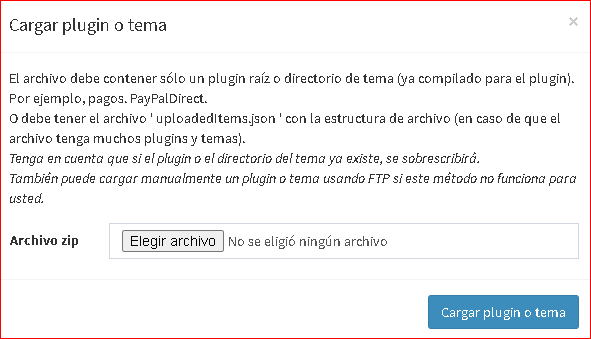 Cargar plugin o tema ×
El archivo debe contener sólo un plugin raíz o directorio de tema (ya compilado para el plugin).
Por ejemplo, pagos. PayPalDirect.
O debe tener el archivo ' uploadedItems.json ' con la estructura de archivo (en caso de que el
archivo tenga muchos plugins y temas).
Tenga en cuenta que si el plugin o el directorio del tema ya existe, se sobrescribirá.
También puede cargar manualmente un plugin o tema usando FTP si este método no funciona para
usted.
Archivo zip Elegir archivo No se eligió ningún archivo
Cargar plugin o tema